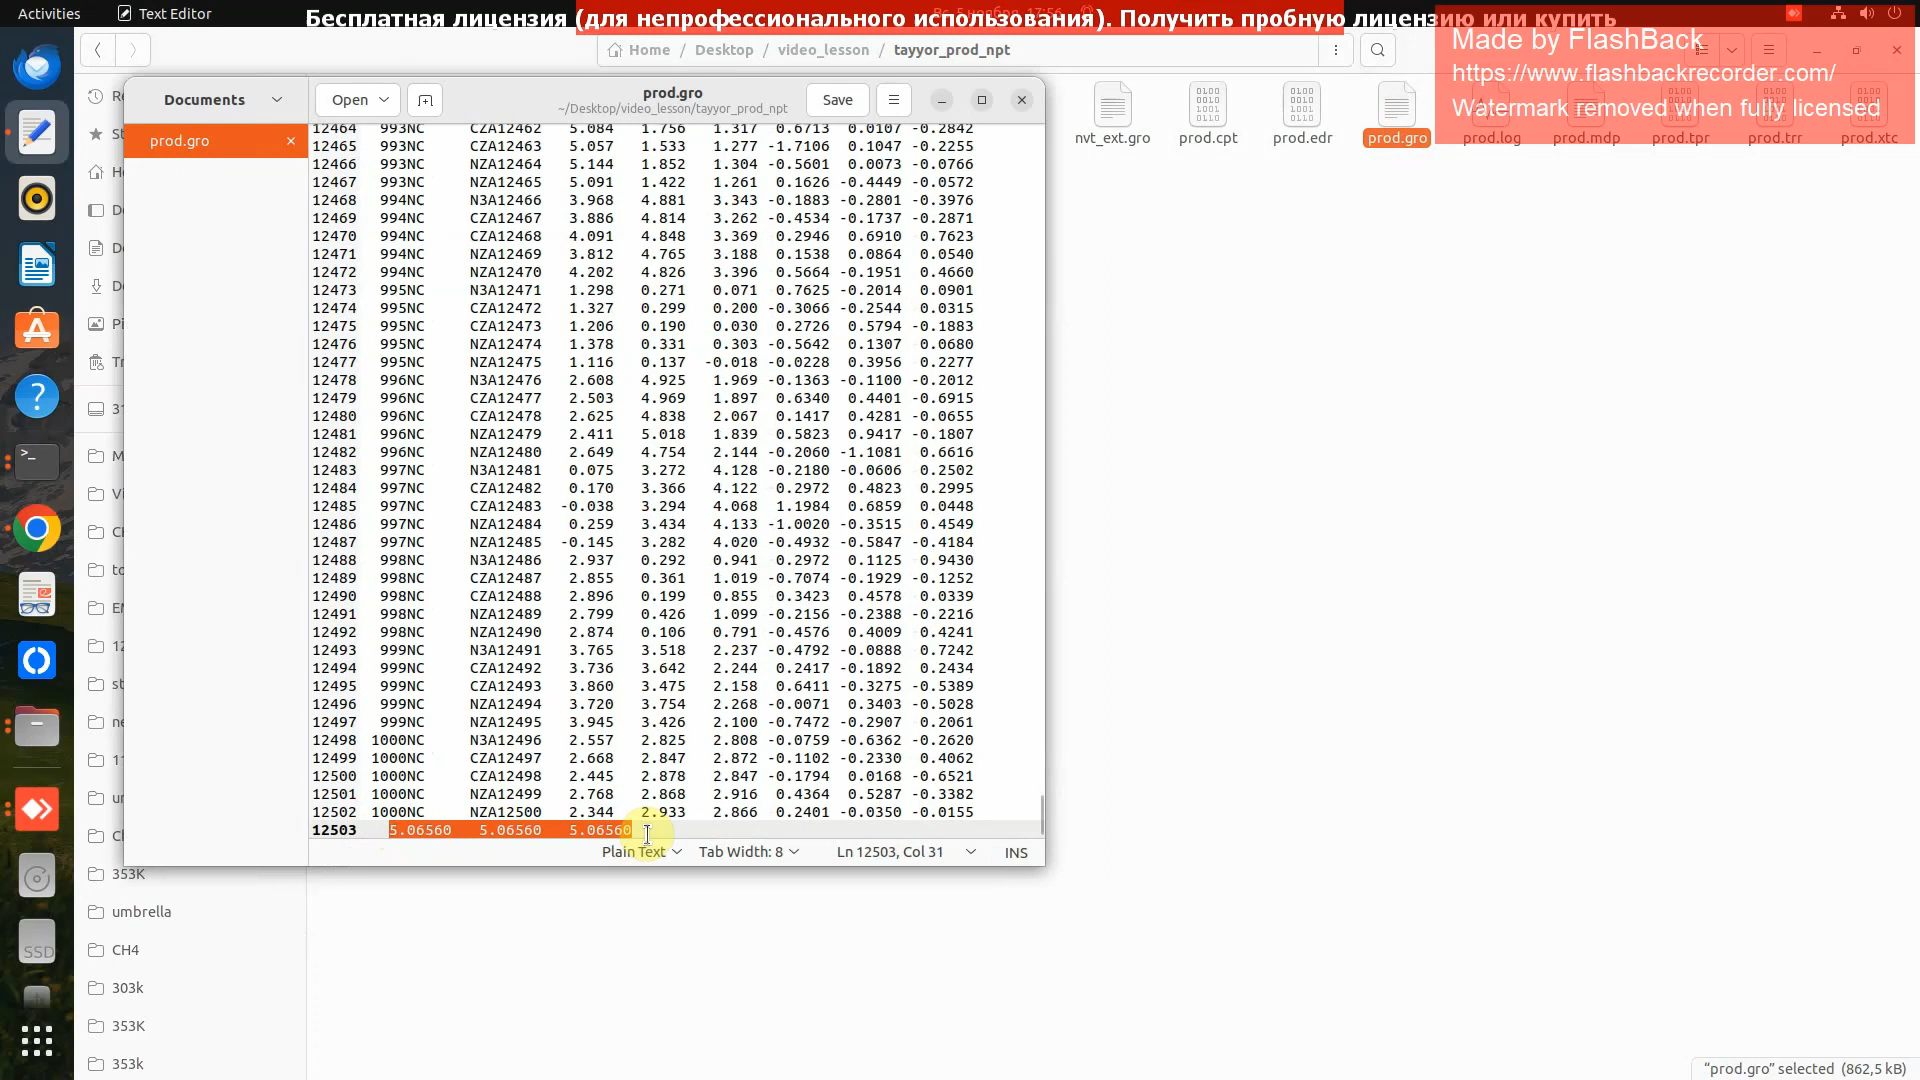 Activities Text Editor
Бесплатная лицензия (для непрофессионального использования). Получить пробную лицензию или купить
Вс, 5 ноября 17:56
Made by FlashBack
https://www.flashbackrecorder.com/
Watermark removed when fully licensed
Home / Desktop / video_lesson / tayyor_prod_npt
nvt_ext.gro prod.cpt prod.edr prod.gro prod.log prod.mdp prod.tpr prod.trr prod.xtc
Documents
Open
prod.gro
~/Desktop/video_lesson/tayyor_prod_npt
Save
prod.gro
12464 993NC CZA12462 5.084 1.756 1.317 0.6713 0.0107 -0.2842
12465 993NC CZA12463 5.057 1.533 1.277 -1.7106 0.1047 -0.2255
12466 993NC NZA12464 5.144 1.852 1.304 -0.5601 0.0073 -0.0766
12467 993NC NZA12465 5.091 1.422 1.261 0.1626 -0.4449 -0.0572
12468 994NC N3A12466 3.968 4.881 3.343 -0.1883 -0.2801 -0.3976
12469 994NC CZA12467 3.886 4.814 3.262 -0.4534 -0.1737 -0.2871
12470 994NC CZA12468 4.091 4.848 3.369 0.2946 0.6910 0.7623
12471 994NC NZA12469 3.812 4.765 3.188 0.1538 0.0864 0.0540
12472 994NC NZA12470 4.202 4.826 3.396 0.5664 -0.1951 0.4660
12473 995NC N3A12471 1.298 0.271 0.071 0.7625 -0.2014 0.0901
12474 995NC CZA12472 1.327 0.299 0.200 -0.3066 -0.2544 0.0315
12475 995NC CZA12473 1.206 0.190 0.030 0.2726 0.5794 -0.1883
12476 995NC NZA12474 1.378 0.331 0.303 -0.5642 0.1307 0.0680
12477 995NC NZA12475 1.116 0.137 -0.018 -0.0228 0.3956 0.2277
12478 996NC N3A12476 2.608 4.925 1.969 -0.1363 -0.1100 -0.2012
12479 996NC CZA12477 2.503 4.969 1.897 0.6340 0.4401 -0.6915
12480 996NC CZA12478 2.625 4.838 2.067 0.1417 0.4281 -0.0655
12481 996NC NZA12479 2.411 5.018 1.839 0.5823 0.9417 -0.1807
12482 996NC NZA12480 2.649 4.754 2.144 -0.2060 -1.1081 0.6616
12483 997NC N3A12481 0.075 3.272 4.128 -0.2180 -0.0606 0.2502
12484 997NC CZA12482 0.170 3.366 4.122 0.2972 0.4823 0.2995
12485 997NC CZA12483 -0.038 3.294 4.068 1.1984 0.6859 0.0448
12486 997NC NZA12484 0.259 3.434 4.133 -1.0020 -0.3515 0.4549
12487 997NC NZA12485 -0.145 3.282 4.020 -0.4932 -0.5847 -0.4184
12488 998NC N3A12486 2.937 0.292 0.941 0.2972 0.1125 0.9430
12489 998NC CZA12487 2.855 0.361 1.019 -0.7074 -0.1929 -0.1252
12490 998NC CZA12488 2.896 0.199 0.855 0.3423 0.4578 0.0339
12491 998NC NZA12489 2.799 0.426 1.099 -0.2156 -0.2388 -0.2216
12492 998NC NZA12490 2.874 0.106 0.791 -0.4576 0.4009 0.4241
12493 999NC N3A12491 3.765 3.518 2.237 -0.4792 -0.0888 0.7242
12494 999NC CZA12492 3.736 3.642 2.244 0.2417 -0.1892 0.2434
12495 999NC CZA12493 3.860 3.475 2.158 0.6411 -0.3275 -0.5389
12496 999NC NZA12494 3.720 3.754 2.268 -0.0071 0.3403 -0.5028
12497 999NC NZA12495 3.945 3.426 2.100 -0.7472 -0.2907 0.2061
12498 1000NC N3A12496 2.557 2.825 2.808 -0.0759 -0.6362 -0.2620
12499 1000NC CZA12497 2.668 2.847 2.872 -0.1102 -0.2330 0.4062
12500 1000NC CZA12498 2.445 2.878 2.847 -0.1794 0.0168 -0.6521
12501 1000NC NZA12499 2.768 2.868 2.916 0.4364 0.5287 -0.3382
12502 1000NC NZA12500 2.344 2.933 2.866 0.2401 -0.0350 -0.0155
12503 5.06560 5.06560 5.06560
Plain Text Tab Width: 8 Ln 12503, Col 31 INS
353K
umbrella
CH4
303k
353K
353k
SSD
"prod.gro" selected (862,5 kB)